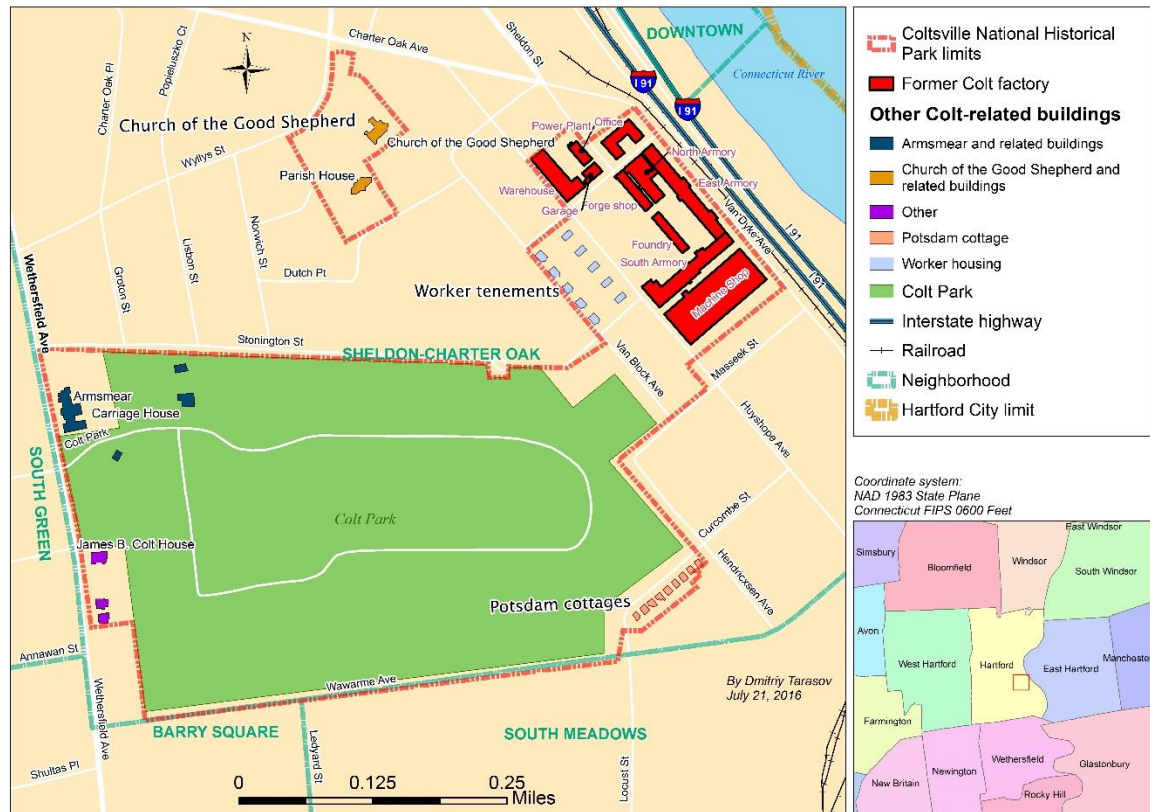 Charter Oak Pl
Popieluszko Ct
N
Charter Oak Ave
Sheldon St
DOWNTOWN
Connecticut River
I 91
I 91
Church of the Good Shepherd
Church of the Good Shepherd
Wyllys St
Parish House
Power Plant
Office
North Armory
East Armory
Warehouse
Garage
Forge shop
Van Dyke Ave
I 91
I 91
Foundry
South Armory
Machine Shop
Norwich St
Lisbon St
Groton St
Dutch Pt
Wethersfield Ave
Worker tenements
Stonington St
SHELDON-CHARTER OAK
Van Block Ave
Masseek St
Huyshope Ave
Armsmear
Carriage House
Colt Park
SOUTH GREEN
Colt Park
James B. Colt House
Curcombe St
Hendricxsen Ave
Potsdam cottages
Annawan St
Wethersfield Ave
Wawarme Ave
By Dmitriy Tarasov
July 21, 2016
BARRY SQUARE
SOUTH MEADOWS
Ledyard St
Locust St
Shultas Pl
0 0.125 0.25
Miles
Coltsville National Historical
Park limits
Former Colt factory
Other Colt-related buildings
Armsmear and related buildings
Church of the Good Shepherd and
related buildings
Other
Potsdam cottage
Worker housing
Colt Park
Interstate highway
Railroad
Neighborhood
Hartford City limit
Coordinate system:
NAD 1983 State Plane
Connecticut FIPS 0600 Feet
Simsbury
Bloomfield
Windsor
East Windsor
South Windsor
Avon
West Hartford
Hartford
East Hartford
Manchester
Farmington
New Britain
Newington
Wethersfield
Rocky Hill
Glastonbury